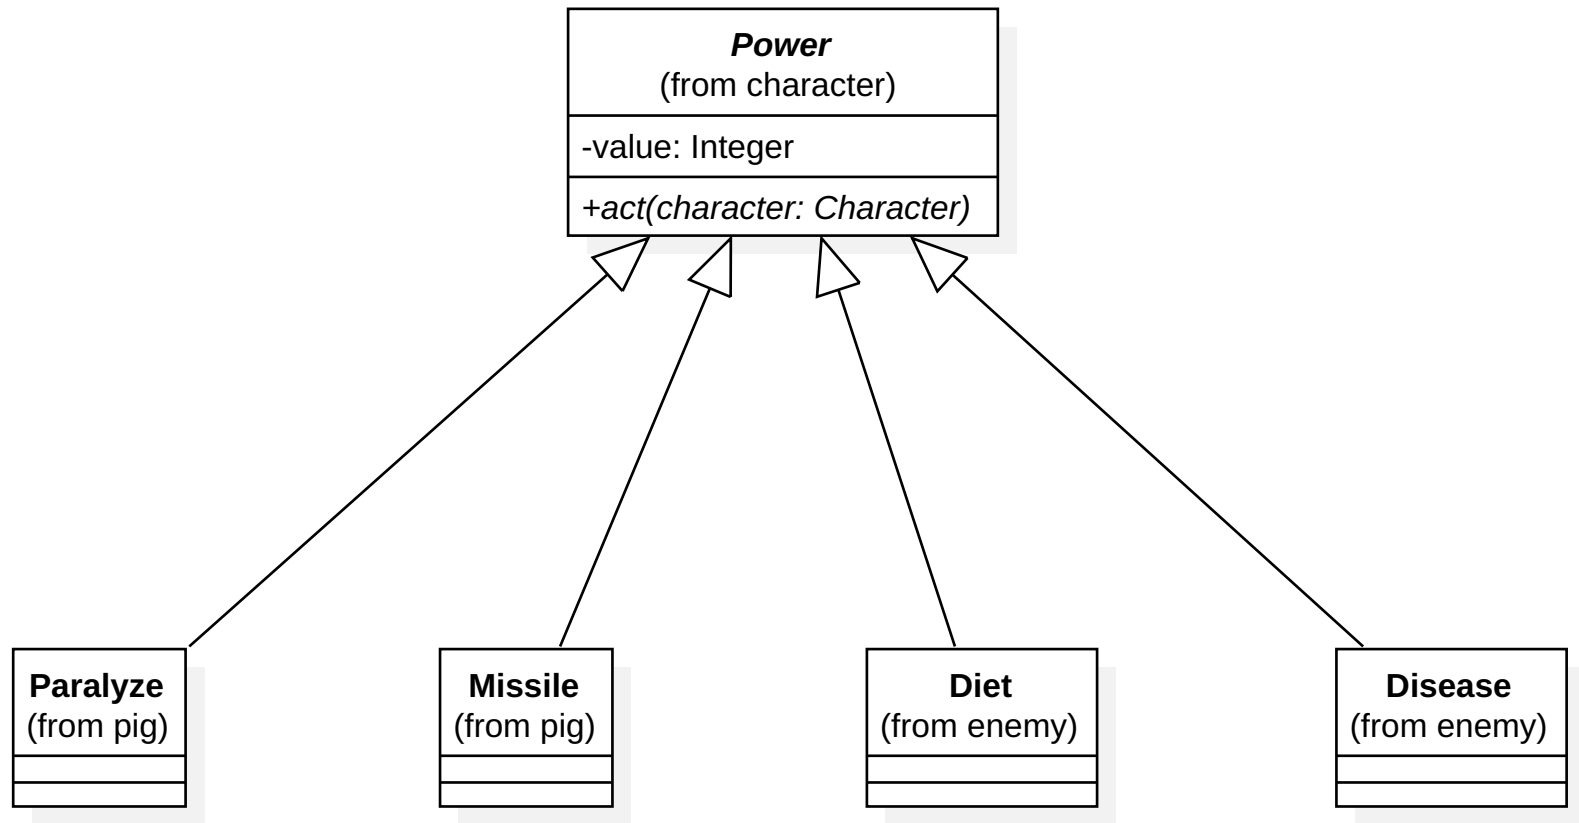 Power
(from character)
-value: Integer
+act(character: Character)
Paralyze
(from pig)
Missile
(from pig)
Diet
(from enemy)
Disease
(from enemy)